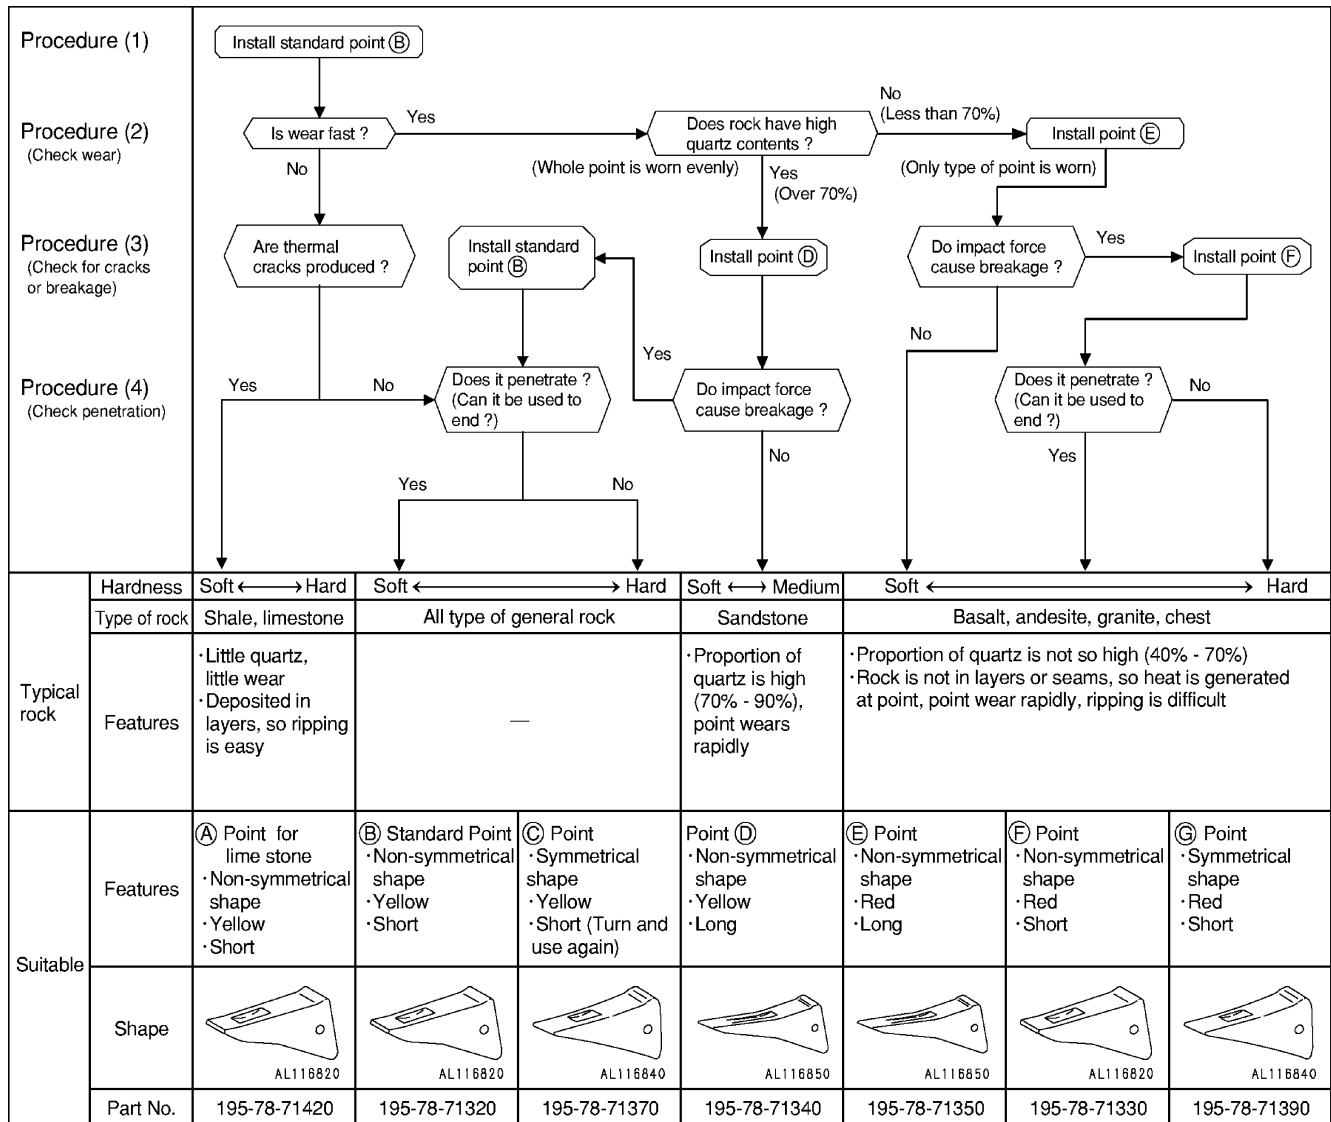 Procedure (1)
Install standard point Ⓑ
Procedure (2)
(Check wear)
Is wear fast ?
Yes
No
Does rock have high
quartz contents ?
(Whole point is worn evenly)
Yes
(Over 70%)
No
(Less than 70%)
Install point Ⓔ
(Only type of point is worn)
Procedure (3)
(Check for cracks
or breakage)
Are thermal
cracks produced ?
Install standard
point Ⓑ
Install point Ⓓ
Do impact force
cause breakage ?
Yes
Install point Ⓕ
No
Procedure (4)
(Check penetration)
Yes
No
Does it penetrate ?
(Can it be used to
end ?)
Yes
No
Yes
Do impact force
cause breakage ?
No
Does it penetrate ?
(Can it be used to
end ?)
No
Yes
Typical
rock
Hardness
Soft ⟷ Hard
Soft ⟷ Hard
Soft ⟷ Medium
Soft ⟷ Hard
Type of rock
Shale, limestone
All type of general rock
Sandstone
Basalt, andesite, granite, chest
Features
·Little quartz,
little wear
·Deposited in
layers, so ripping
is easy
—
·Proportion of
quartz is high
(70% - 90%),
point wears
rapidly
·Proportion of quartz is not so high (40% - 70%)
·Rock is not in layers or seams, so heat is generated
at point, point wear rapidly, ripping is difficult
Suitable
Features
Ⓐ Point for
lime stone
·Non-symmetrical
shape
·Yellow
·Short
Ⓑ Standard Point
·Non-symmetrical
shape
·Yellow
·Short
Ⓒ Point
·Symmetrical
shape
·Yellow
·Short (Turn and
use again)
Point Ⓓ
·Non-symmetrical
shape
·Yellow
·Long
Ⓔ Point
·Non-symmetrical
shape
·Red
·Long
Ⓕ Point
·Non-symmetrical
shape
·Red
·Short
Ⓖ Point
·Symmetrical
shape
·Red
·Short
Shape
AL116820
AL116820
AL116840
AL116850
AL116850
AL116820
AL116840
Part No.
195-78-71420
195-78-71320
195-78-71370
195-78-71340
195-78-71350
195-78-71330
195-78-71390